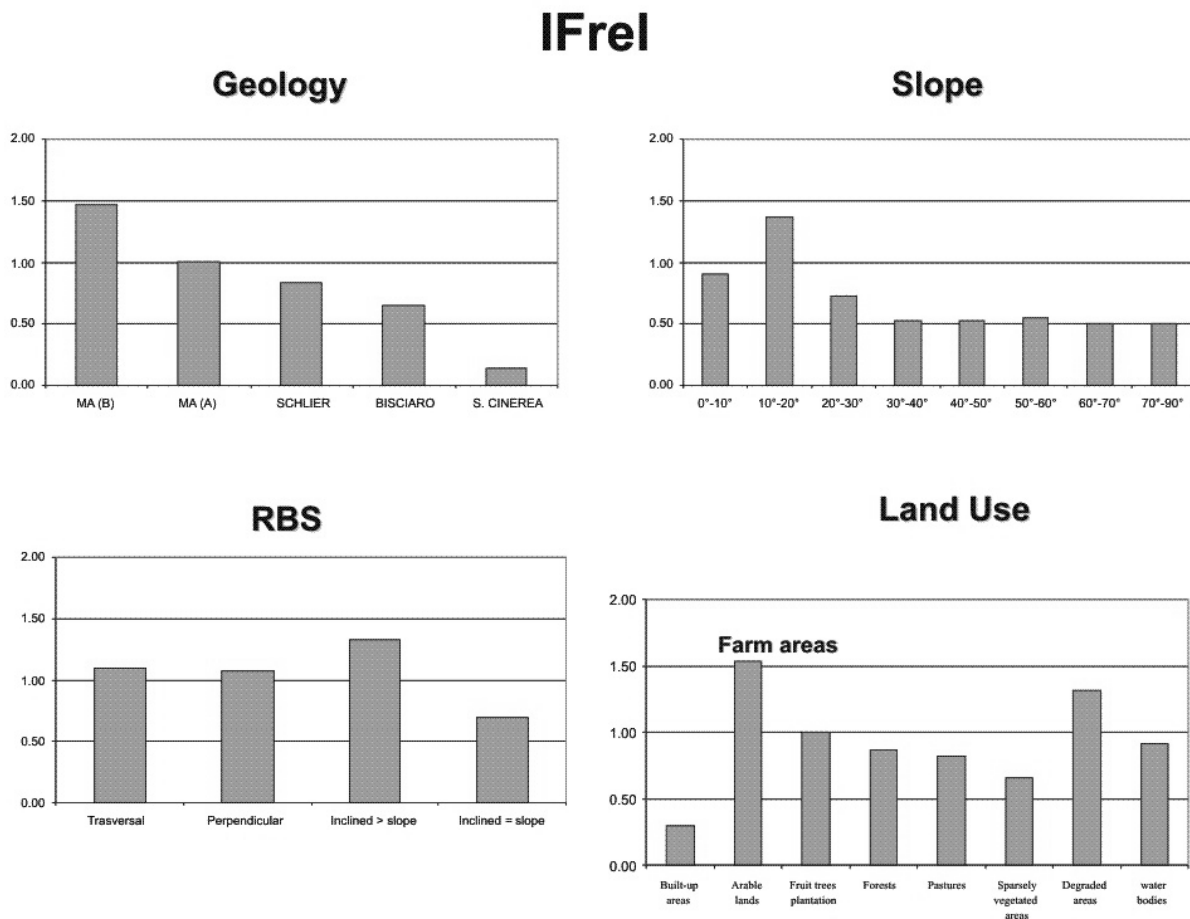 IFrel
Geology
2.00
1.50
1.00
0.50
0.00
MA (B) MA (A) SCHLIER BISCIARO S. CINEREA
Slope
2.00
1.50
1.00
0.50
0.00
0°-10° 10°-20° 20°-30° 30°-40° 40°-50° 50°-60° 60°-70° 70°-90°
RBS
2.00
1.50
1.00
0.50
0.00
Trasversal Perpendicular Inclined > slope Inclined = slope
Land Use
2.00
Farm areas
1.50
1.00
0.50
0.00
Built-up Arable Fruit trees Forests Pastures Sparsely Degraded water
areas lands plantation vegetated areas bodies
areas